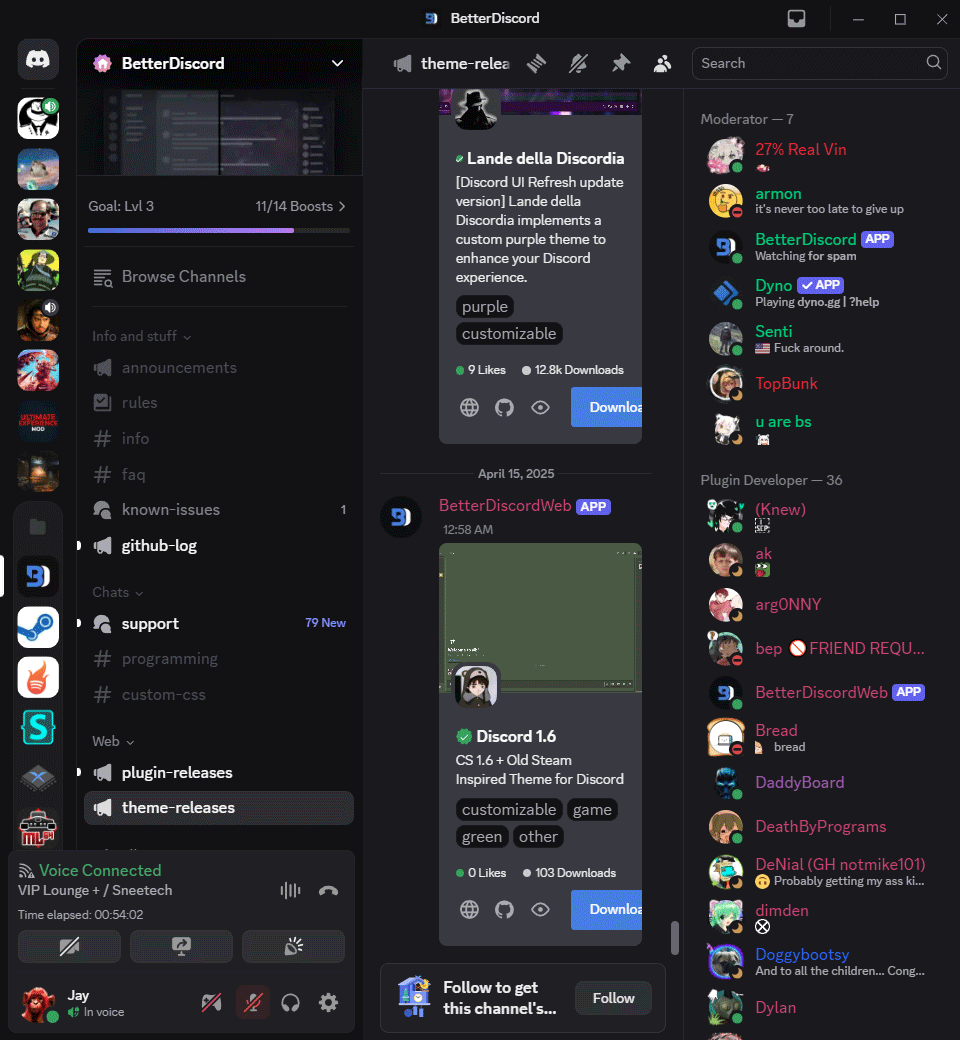 BetterDiscord
BetterDiscord
Goal: Lvl 3
11/14 Boosts
Browse Channels
Info and stuff
announcements
rules
info
faq
known-issues
1
github-log
Chats
support
79 New
programming
custom-css
Web
plugin-releases
theme-releases
ULTIMATE
EXPERIENCE
MOD
Voice Connected
VIP Lounge + / Sneetech
Time elapsed: 00:54:02
Jay
In voice
theme-relea
Search
Lande della Discordia
[Discord UI Refresh update
version] Lande della
Discordia implements a
custom purple theme to
enhance your Discord
experience.
purple
customizable
9 Likes
12.8k Downloads
Downloa
April 15, 2025
BetterDiscordWeb APP
12:58 AM
Discord 1.6
CS 1.6 + Old Steam
Inspired Theme for Discord
customizable game
green other
0 Likes
103 Downloads
Downloa
Follow to get
this channel's...
Follow
Moderator — 7
27% Real Vin
armon
it's never too late to give up
BetterDiscord APP
Watching for spam
Dyno APP
Playing dyno.gg | ?help
Senti
Fuck around.
TopBunk
u are bs
Plugin Developer — 36
(Knew)
ak
arg0NNY
bep 🚫 FRIEND REQU...
BetterDiscordWeb APP
Bread
bread
DaddyBoard
DeathByPrograms
DeNial (GH notmike101)
🙃 Probably getting my ass ki...
dimden
Doggybootsy
And to all the children... Cong...
Dylan